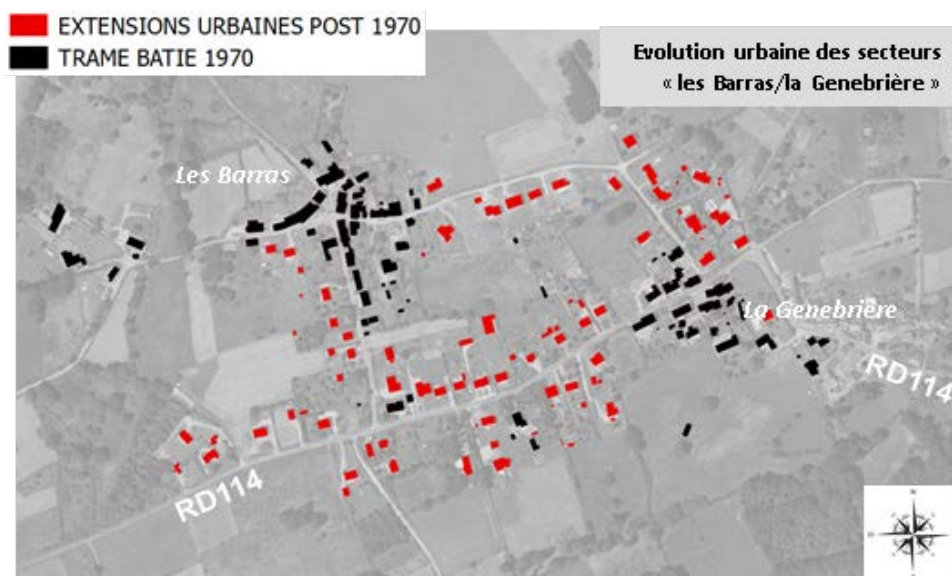 EXTENSIONS URBAINES POST 1970
TRAME BATIE 1970
Evolution urbaine des secteurs
« les Barras/la Genebrière »
Les Barras
La Genebrière
RD114
RD114